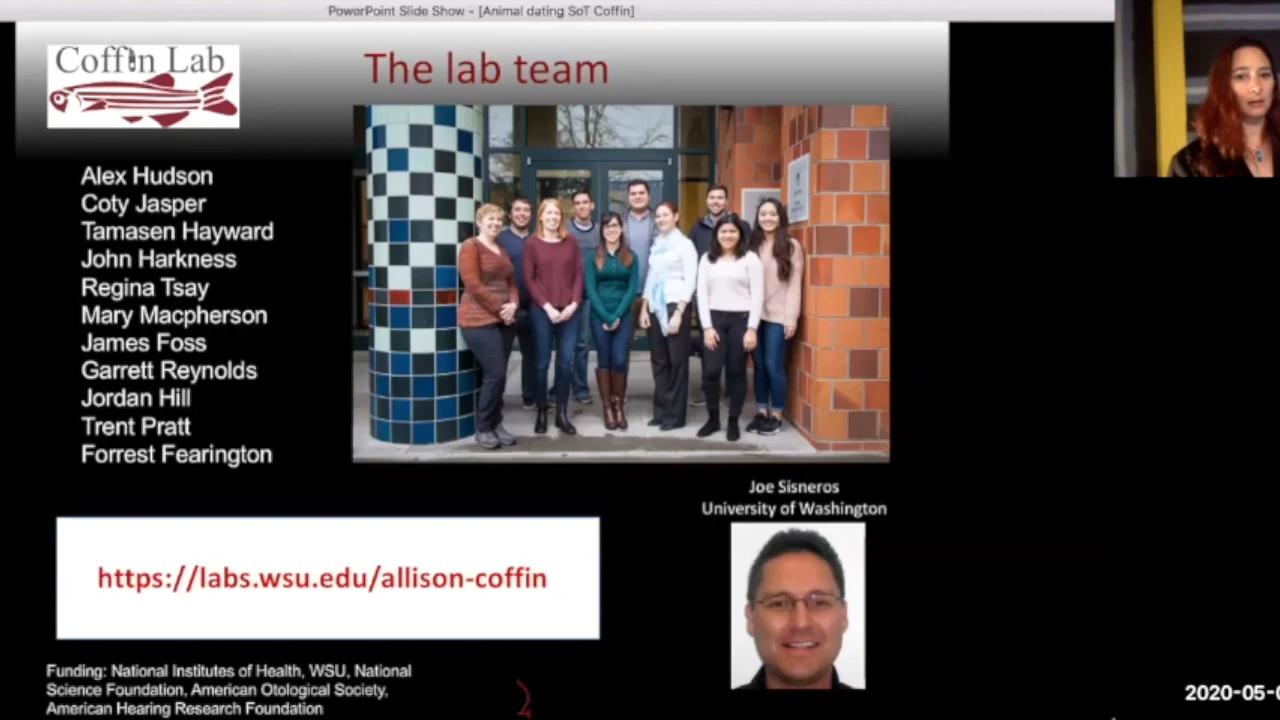 PowerPoint Slide Show - [Animal dating SoT Coffin]
Coffin Lab
The lab team
Alex Hudson
Coty Jasper
Tamasen Hayward
John Harkness
Regina Tsay
Mary Macpherson
James Foss
Garrett Reynolds
Jordan Hill
Trent Pratt
Forrest Fearington
Joe Sisneros
University of Washington
https://labs.wsu.edu/allison-coffin
Funding: National Institutes of Health, WSU, National
Science Foundation, American Otological Society,
American Hearing Research Foundation
2020-05-0